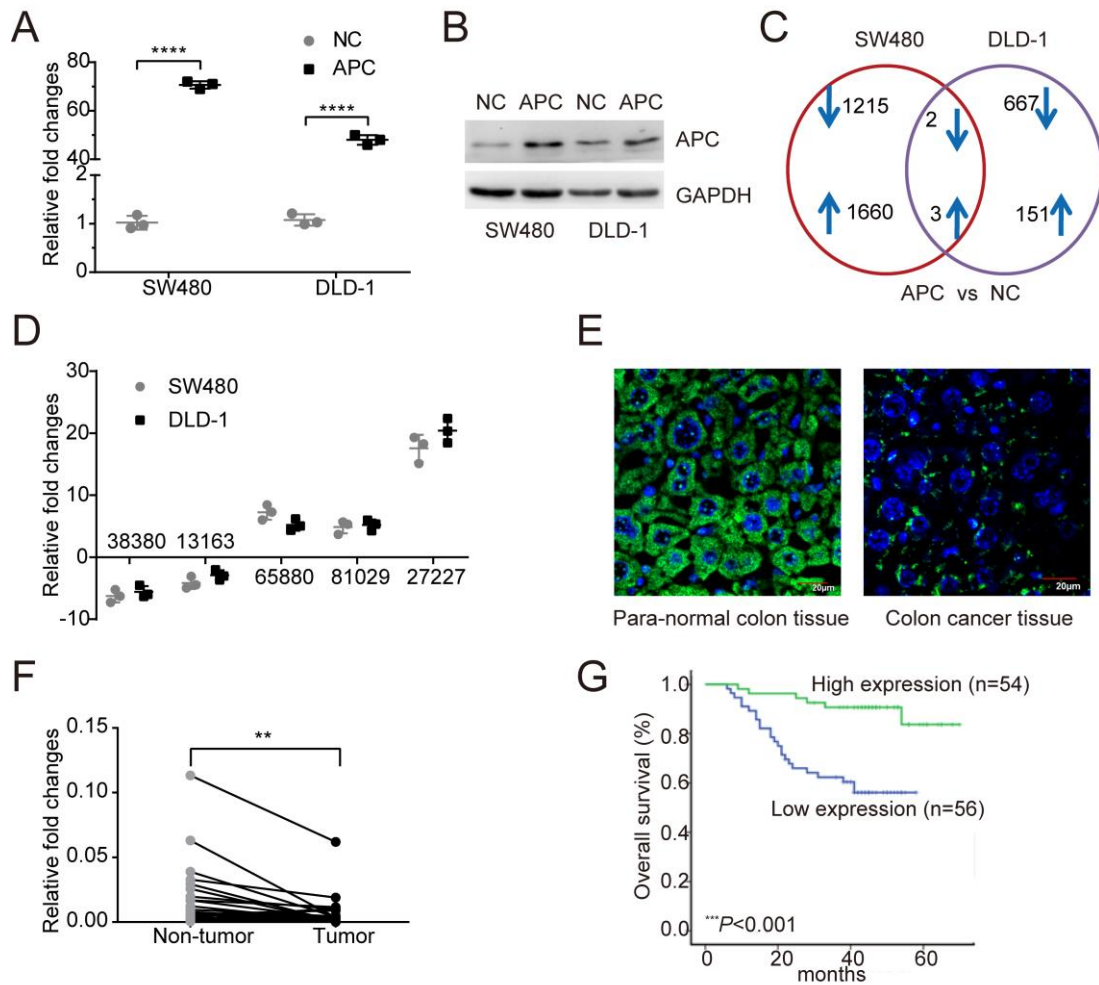 A
NC
APC
****
****
Relative fold changes
80
60
40
2
1
0
SW480
DLD-1
B
NC APC NC APC
APC
GAPDH
SW480 DLD-1
C
SW480 DLD-1
1215
2
667
1660
3
151
APC vs NC
D
SW480
DLD-1
Relative fold changes
30
20
10
0
-10
38380
13163
65880
81029
27227
E
20μm
20μm
Para-normal colon tissue
Colon cancer tissue
F
**
Relative fold changes
0.15
0.10
0.05
0.00
Non-tumor
Tumor
G
Overall survival (%)
1.0
0.8
0.6
0.4
0.2
0.0
High expression (n=54)
Low expression (n=56)
***P<0.001
0 20 40 60
months